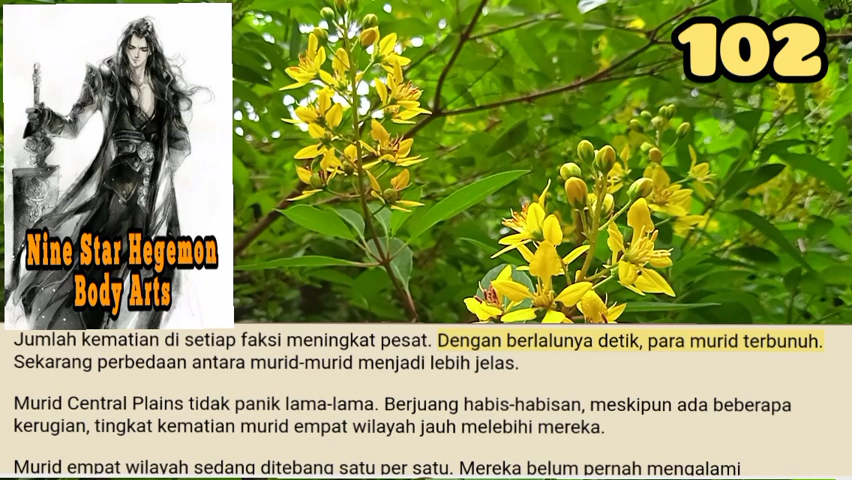 102
Nine Star Hegemon
Body Arts
Jumlah kematian di setiap faksi meningkat pesat. Dengan berlalunya detik, para murid terbunuh.
Sekarang perbedaan antara murid-murid menjadi lebih jelas.
Murid Central Plains tidak panik lama-lama. Berjuang habis-habisan, meskipun ada beberapa
kerugian, tingkat kematian murid empat wilayah jauh melebihi mereka.
Murid empat wilayah sedang ditebang satu per satu. Mereka belum pernah mengalami